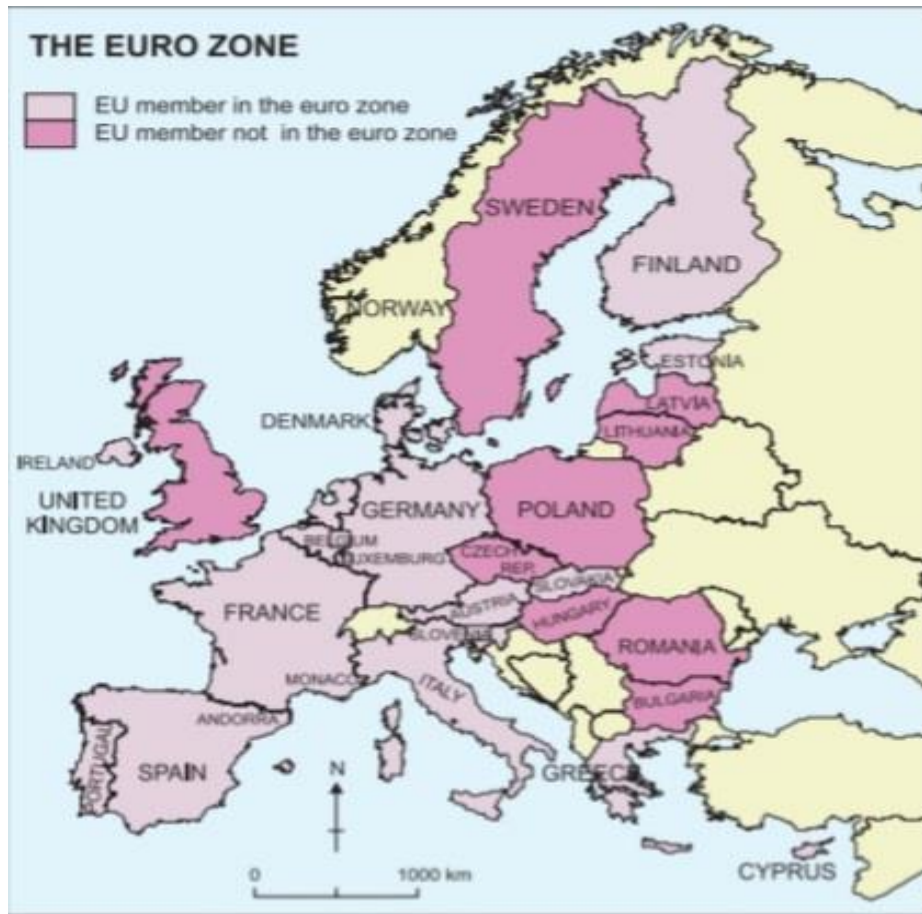 THE EURO ZONE
EU member in the euro zone
EU member not in the euro zone
SWEDEN
FINLAND
NORWAY
ESTONIA
LATVIA
LITHUANIA
DENMARK
IRELAND
UNITED
KINGDOM
GERMANY
POLAND
BELGIUM
LUXEMBURG
CZECH
REP.
SLOVAKIA
AUSTRIA
HUNGARY
FRANCE
SLOVENIA
ROMANIA
MONACO
ITALY
BULGARIA
ANDORRA
PORTUGAL
SPAIN
N
GREECE
0 1000 km
CYPRUS